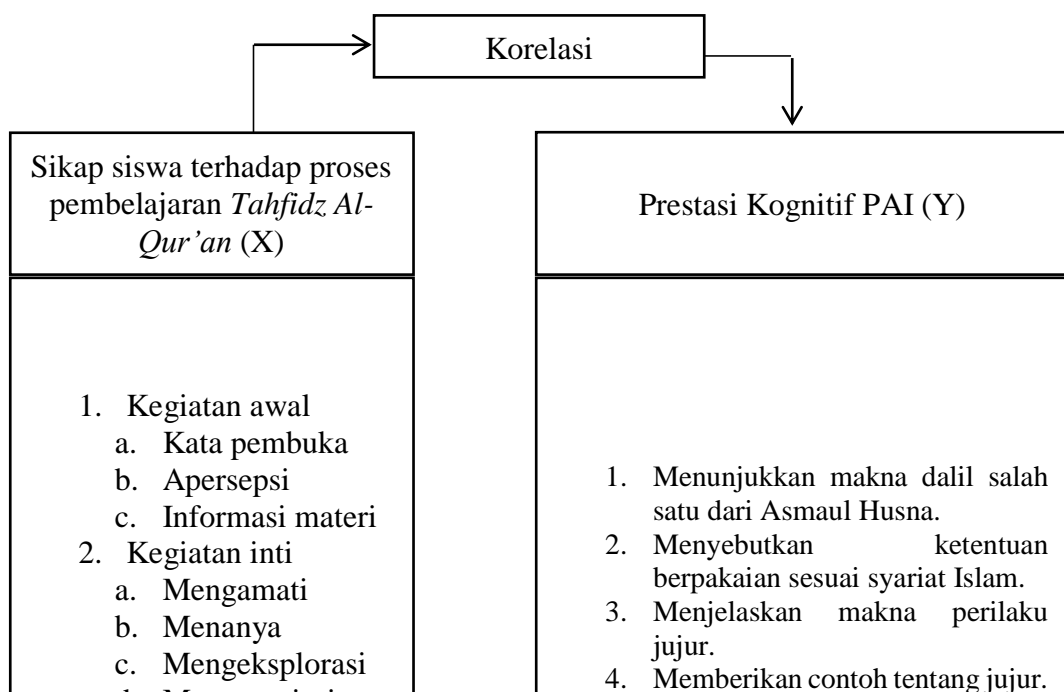 Korelasi
Sikap siswa terhadap proses
pembelajaran Tahfidz Al-
Qur’an (X)
Prestasi Kognitif PAI (Y)
1. Kegiatan awal
a. Kata pembuka
b. Apersepsi
c. Informasi materi
2. Kegiatan inti
a. Mengamati
b. Menanya
c. Mengeksplorasi
1. Menunjukkan makna dalil salah
satu dari Asmaul Husna.
2. Menyebutkan ketentuan
berpakaian sesuai syariat Islam.
3. Menjelaskan makna perilaku
jujur.
4. Memberikan contoh tentang jujur.